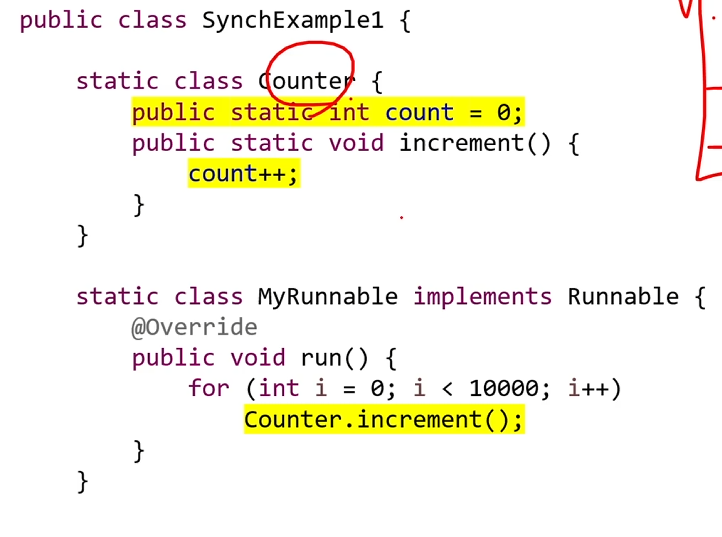 public class SynchExample1 {
static class Counter {
public static int count = 0;
public static void increment() {
count++;
}
}
static class MyRunnable implements Runnable {
@Override
public void run() {
for (int i = 0; i < 10000; i++)
Counter.increment();
}
}